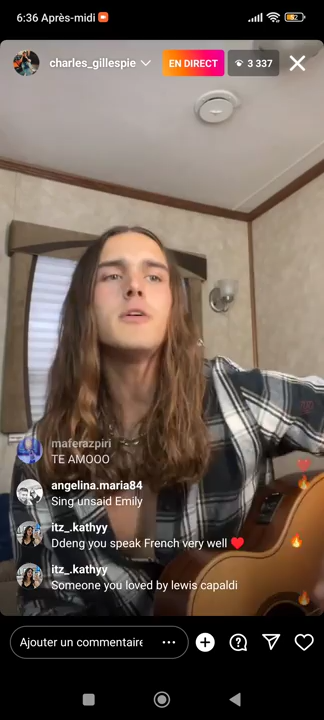 6:36 Après-midi
52
charles_gillespie
EN DIRECT
3 337
maferazpiri
TE AMOOO
angelina.maria84
Sing unsaid Emily
itz_.kathyy
Ddeng you speak French very well ❤️
itz_.kathyy
Someone you loved by lewis capaldi
Ajouter un commentaire